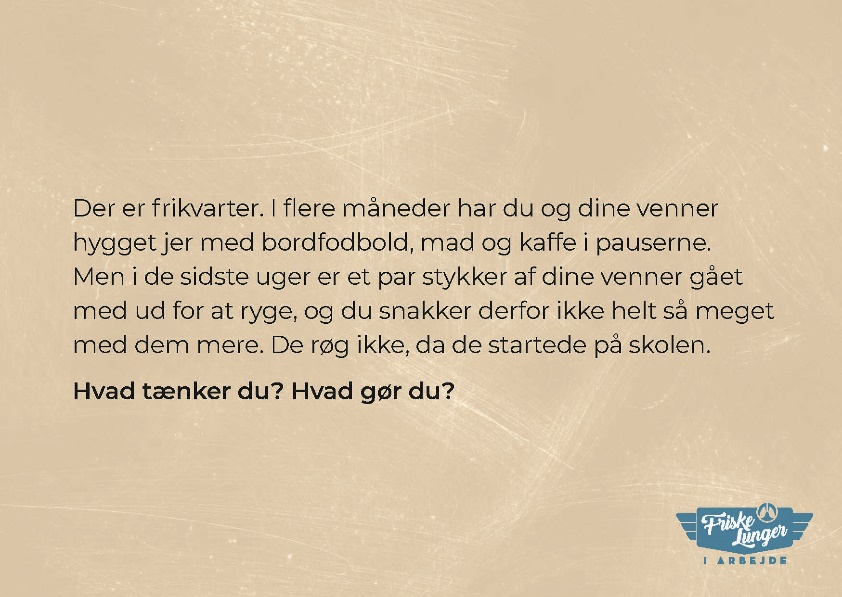 Der er frikvarter. I flere måneder har du og dine venner
hygget jer med bordfodbold, mad og kaffe i pauserne.
Men i de sidste uger er et par stykker af dine venner gået
med ud for at ryge, og du snakker derfor ikke helt så meget
med dem mere. De røg ikke, da de startede på skolen.
Hvad tænker du? Hvad gør du?
Friske
Lunger
I ARBEJDE